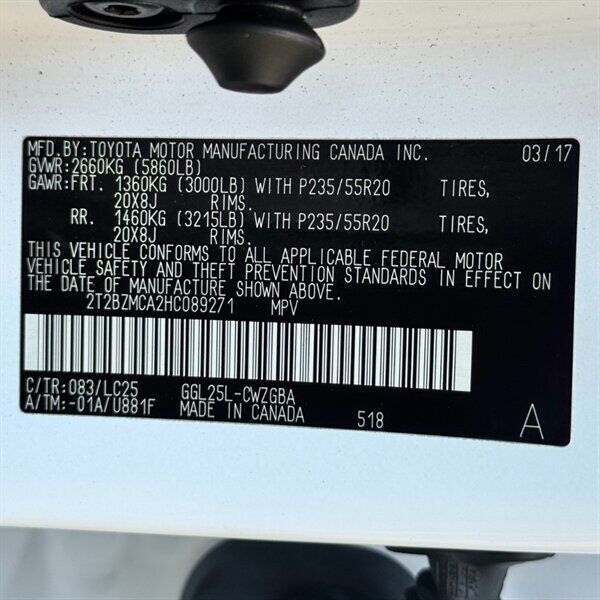 MFD.BY:TOYOTA MOTOR MANUFACTURING CANADA INC. 03/17
GVWR:2660KG (5860LB)
GAWR:FRT. 1360KG (3000LB) WITH P235/55R20 TIRES,
20X8J RIMS.
RR. 1460KG (3215LB) WITH P235/55R20 TIRES,
20X8J RIMS.
THIS VEHICLE CONFORMS TO ALL APPLICABLE FEDERAL MOTOR
VEHICLE SAFETY AND THEFT PREVENTION STANDARDS IN EFFECT ON
THE DATE OF MANUFACTURE SHOWN ABOVE.
2T2BZMCA2HC089271 MPV
C/TR:083/LC25 GGL25L-CWZGBA
A/TM:-01A/U881F MADE IN CANADA 518 A